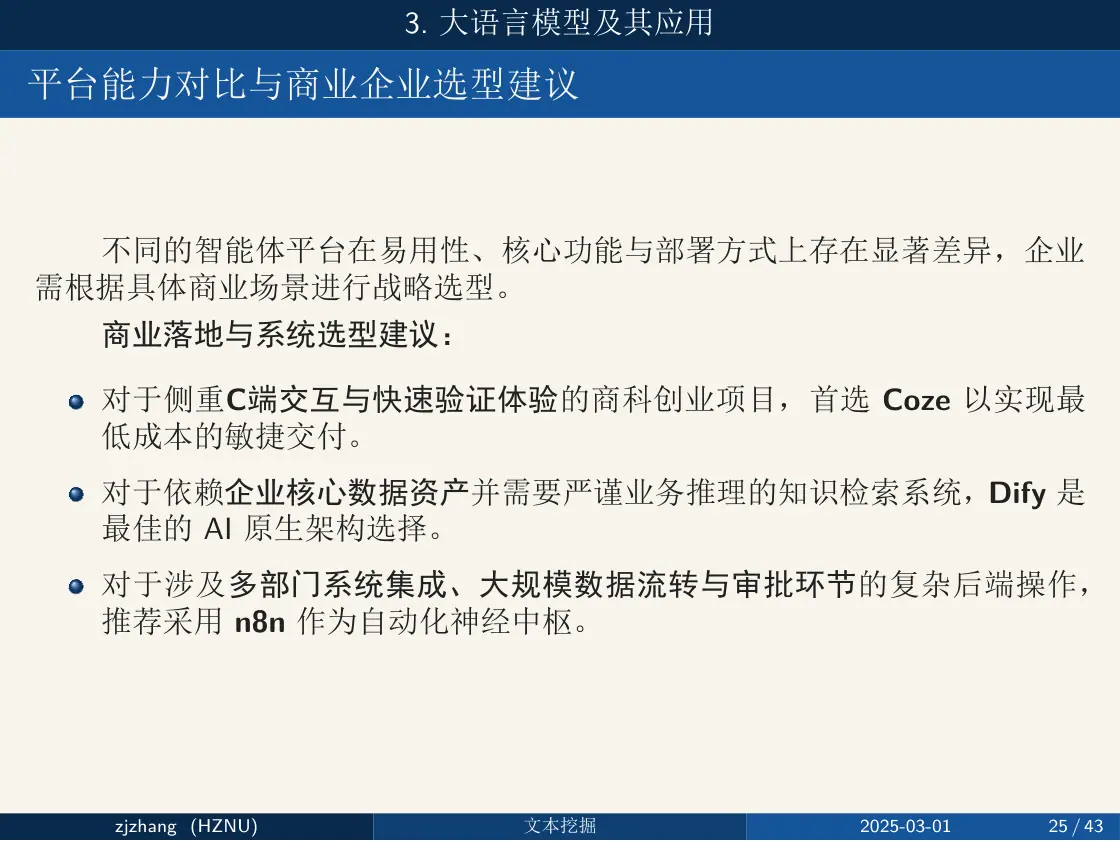 3. 大语言模型及其应用
平台能力对比与商业企业选型建议
不同的智能体平台在易用性、核心功能与部署方式上存在显著差异，企业
需根据具体商业场景进行战略选型。
商业落地与系统选型建议：
对于侧重C端交互与快速验证体验的商科创业项目，首选 Coze 以实现最
低成本的敏捷交付。
对于依赖企业核心数据资产并需要严谨业务推理的知识检索系统，Dify 是
最佳的 AI 原生架构选择。
对于涉及多部门系统集成、大规模数据流转与审批环节的复杂后端操作，
推荐采用 n8n 作为自动化神经中枢。
zjzhang (HZNU) 文本挖掘 2025-03-01 25 / 43